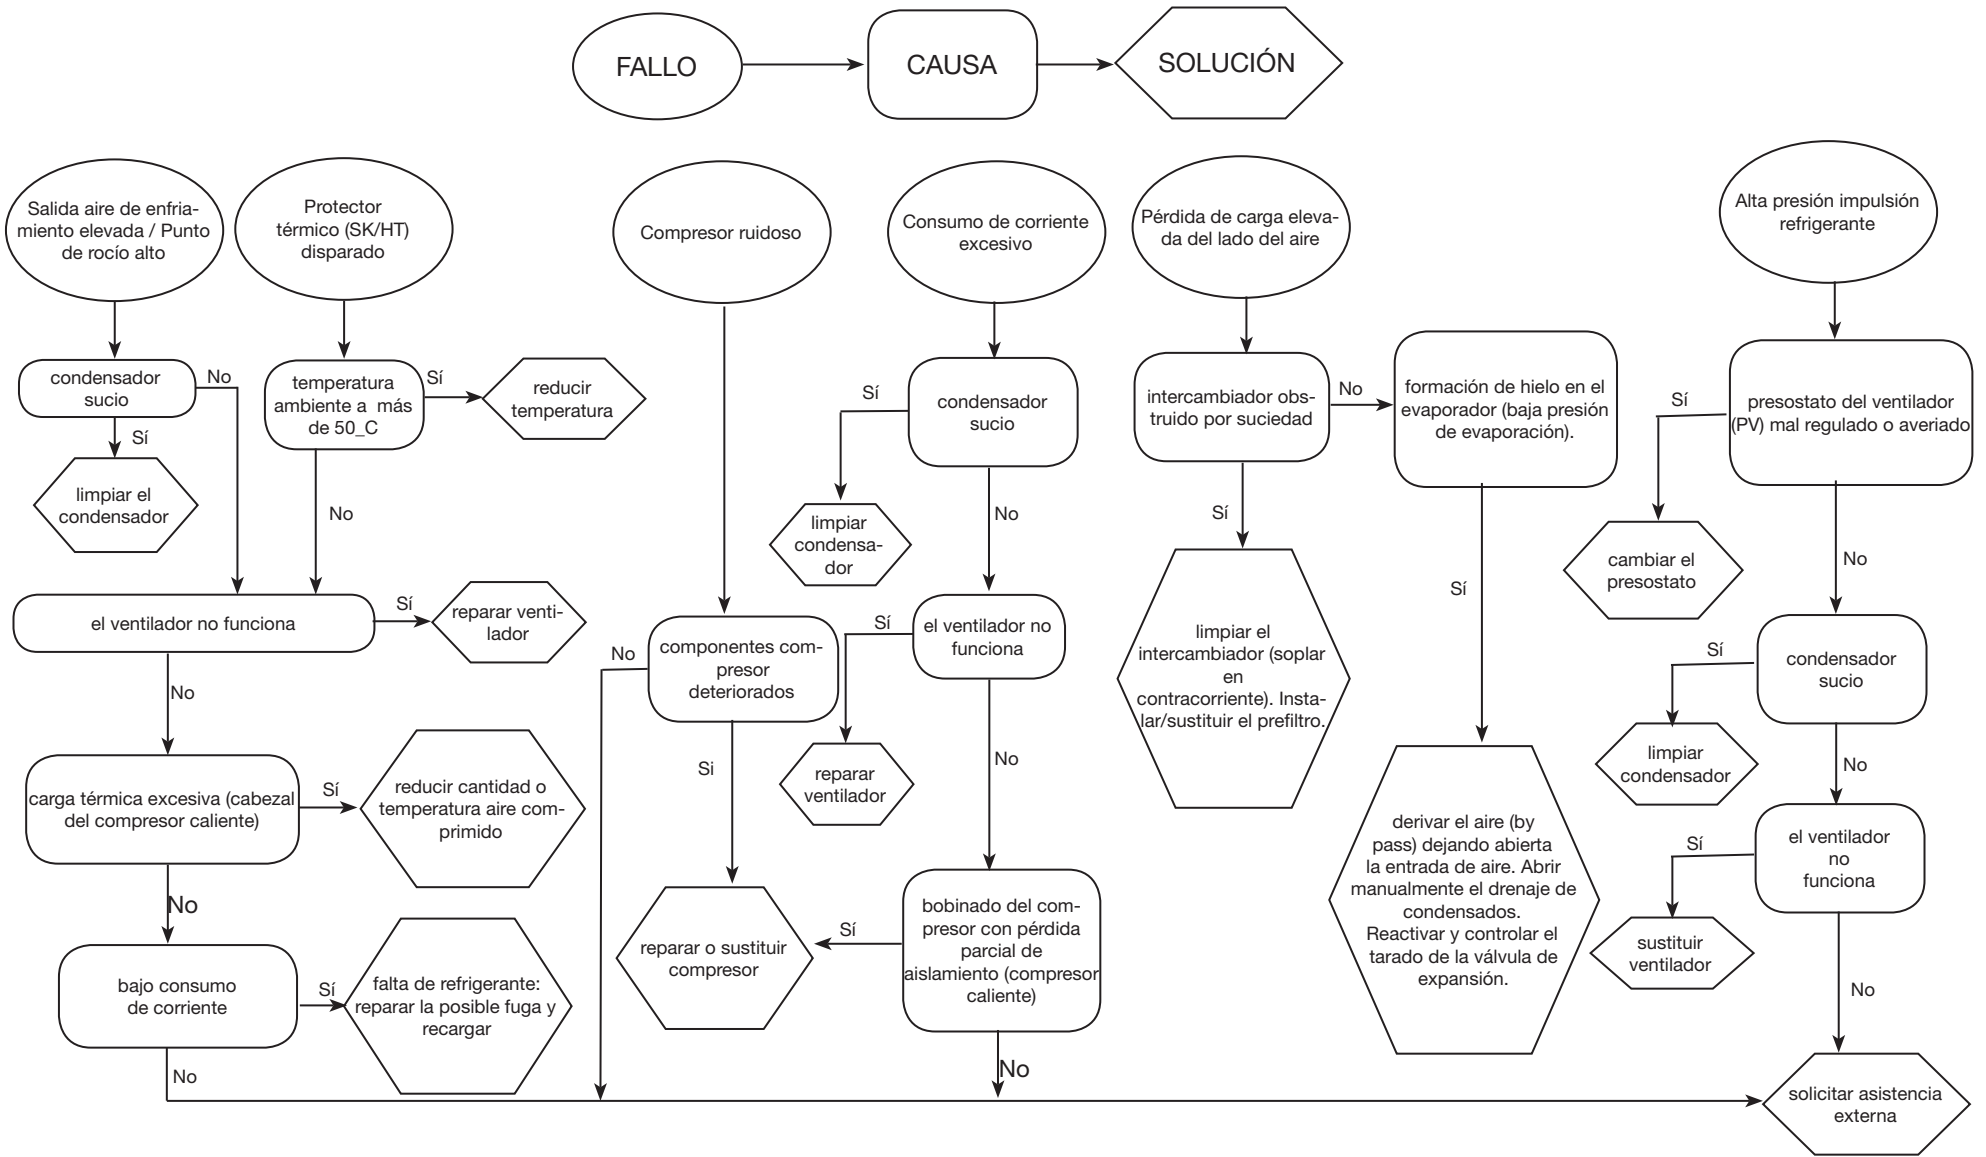 FALLO
CAUSA
SOLUCIÓN
Salida aire de enfria-
miento elevada / Punto
de rocío alto
condensador
sucio
No
Sí
limpiar el
condensador
Protector
térmico (SK/HT)
disparado
temperatura
ambiente a  más
de 50_C
Sí
reducir
temperatura
No
el ventilador no funciona
Sí
reparar venti-
lador
No
carga térmica excesiva (cabezal
del compresor caliente)
Sí
reducir cantidad o
temperatura aire com-
primido
No
bajo consumo
de corriente
Sí
falta de refrigerante:
reparar la posible fuga y
recargar
No
Compresor ruidoso
componentes com-
presor
deteriorados
No
Si
reparar o sustituir
compresor
Consumo de corriente
excesivo
condensador
sucio
Sí
limpiar
condensa-
dor
No
el ventilador no
funciona
Sí
reparar
ventilador
No
bobinado del com-
presor con pérdida
parcial de
aislamiento (compresor
caliente)
Sí
No
Pérdida de carga eleva-
da del lado del aire
intercambiador obs-
truido por suciedad
No
Sí
limpiar el
intercambiador (soplar
en
contracorriente). Insta-
lar/sustituir el prefiltro.
formación de hielo en el
evaporador (baja presión
de evaporación).
Sí
derivar el aire (by
pass) dejando abierta
la entrada de aire. Abrir
manualmente el drenaje de
condensados.
Reactivar y controlar el
tarado de la válvula de
expansión.
Alta presión impulsión
refrigerante
presostato del ventilador
(PV) mal regulado o averiado
Sí
cambiar el
presostato
No
condensador
sucio
Sí
limpiar
condensador
No
el ventilador
no
funciona
Sí
sustituir
ventilador
No
solicitar asistencia
externa